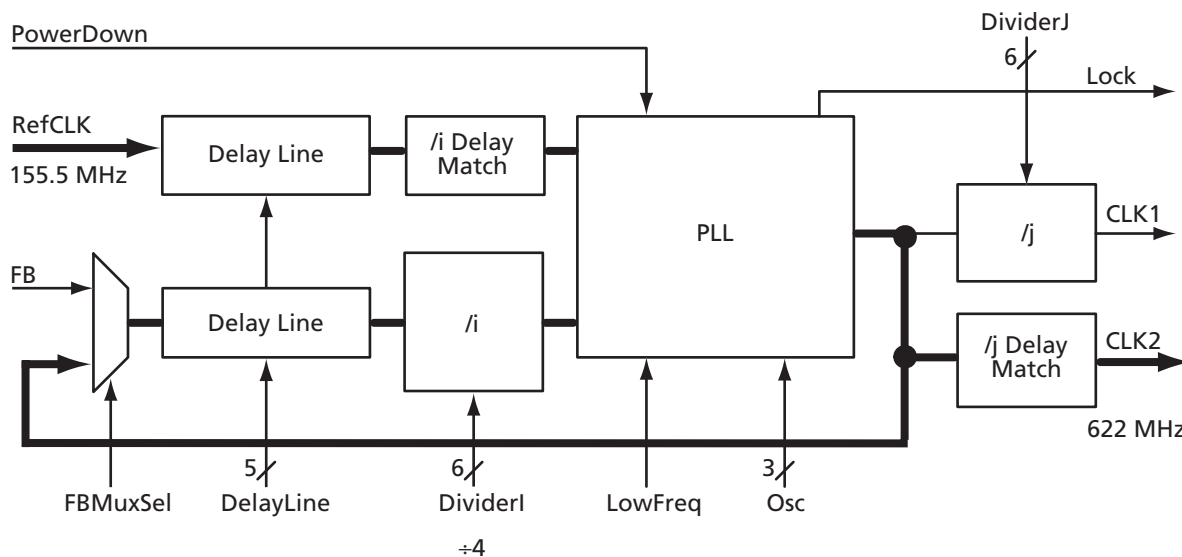 PowerDown
DividerJ
6
Lock
RefCLK
155.5 MHz
Delay Line
/i Delay
Match
PLL
/j
CLK1
FB
Delay Line
/i
/j Delay
Match
CLK2
622 MHz
5
6
3
FBMuxSel
DelayLine
DividerI
LowFreq
Osc
÷4